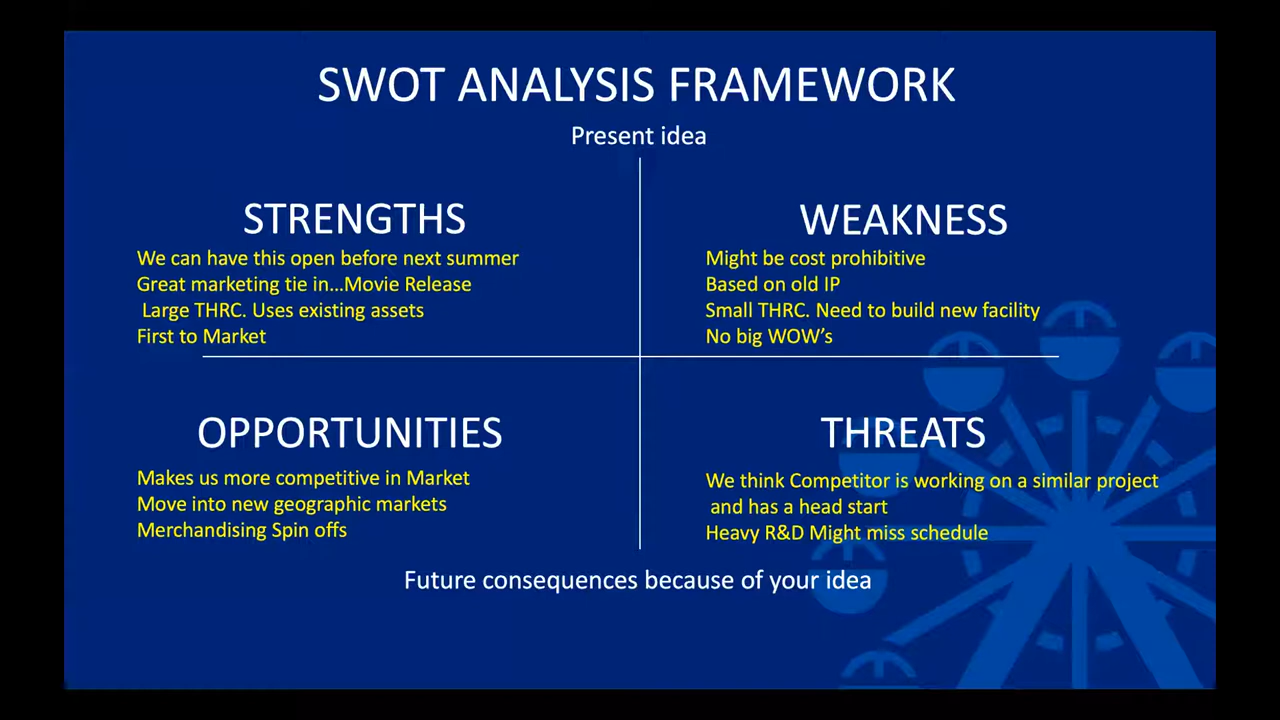 SWOT ANALYSIS FRAMEWORK
Present idea
STRENGTHS
We can have this open before next summer
Great marketing tie in...Movie Release
Large THRC. Uses existing assets
First to Market
WEAKNESS
Might be cost prohibitive
Based on old IP
Small THRC. Need to build new facility
No big WOW’s
OPPORTUNITIES
Makes us more competitive in Market
Move into new geographic markets
Merchandising Spin offs
THREATS
We think Competitor is working on a similar project
and has a head start
Heavy R&D Might miss schedule
Future consequences because of your idea